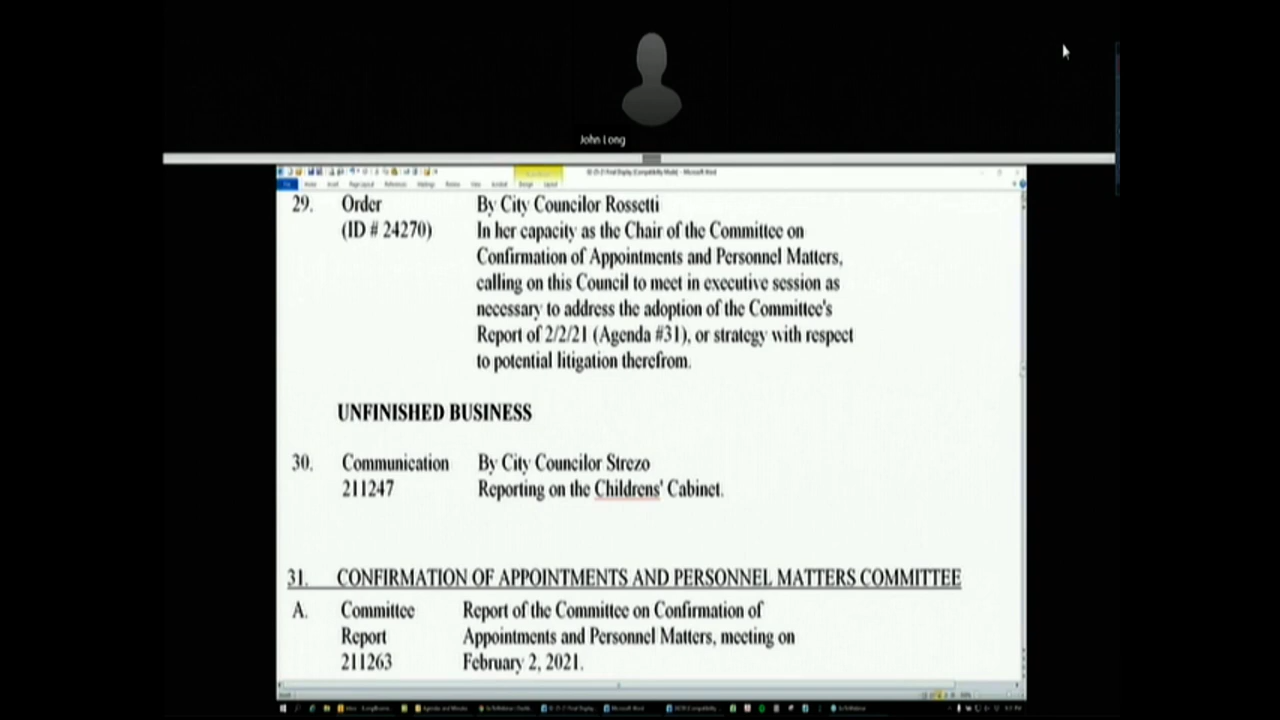 John Long
29. Order By City Councilor Rossetti
(ID # 24270) In her capacity as the Chair of the Committee on
Confirmation of Appointments and Personnel Matters,
calling on this Council to meet in executive session as
necessary to address the adoption of the Committee's
Report of 2/2/21 (Agenda #31), or strategy with respect
to potential litigation therefrom.
UNFINISHED BUSINESS
30. Communication By City Councilor Strezo
211247 Reporting on the Childrens' Cabinet.
31. CONFIRMATION OF APPOINTMENTS AND PERSONNEL MATTERS COMMITTEE
A. Committee Report of the Committee on Confirmation of
Report Appointments and Personnel Matters, meeting on
211263 February 2, 2021.